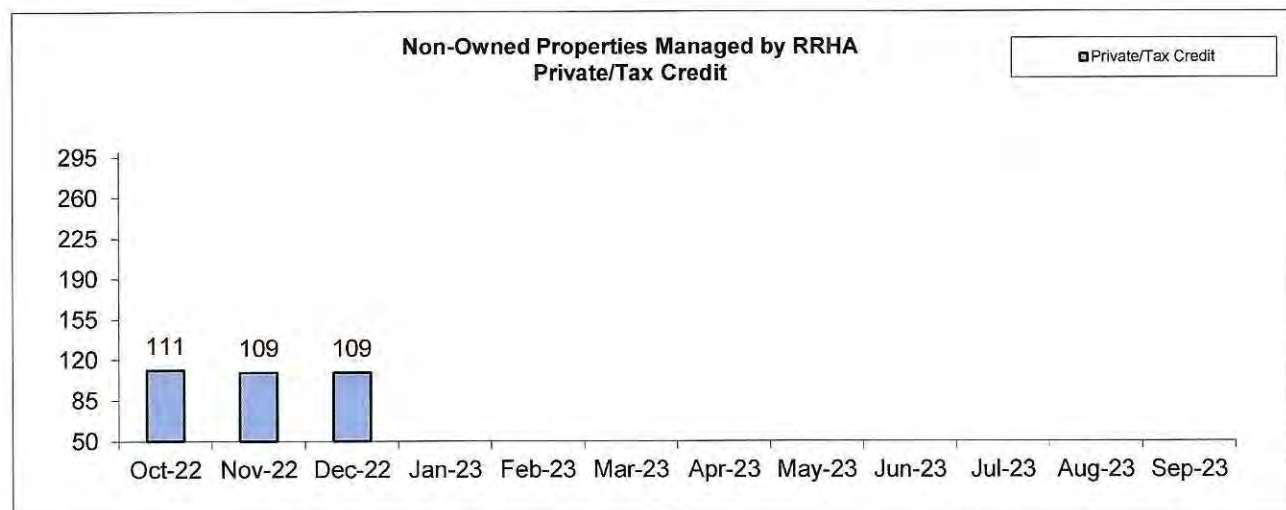 Non-Owned Properties Managed by RRHA
Private/Tax Credit
Private/Tax Credit
295
260
225
190
155
120
85
50
111 109 109
Oct-22 Nov-22 Dec-22 Jan-23 Feb-23 Mar-23 Apr-23 May-23 Jun-23 Jul-23 Aug-23 Sep-23